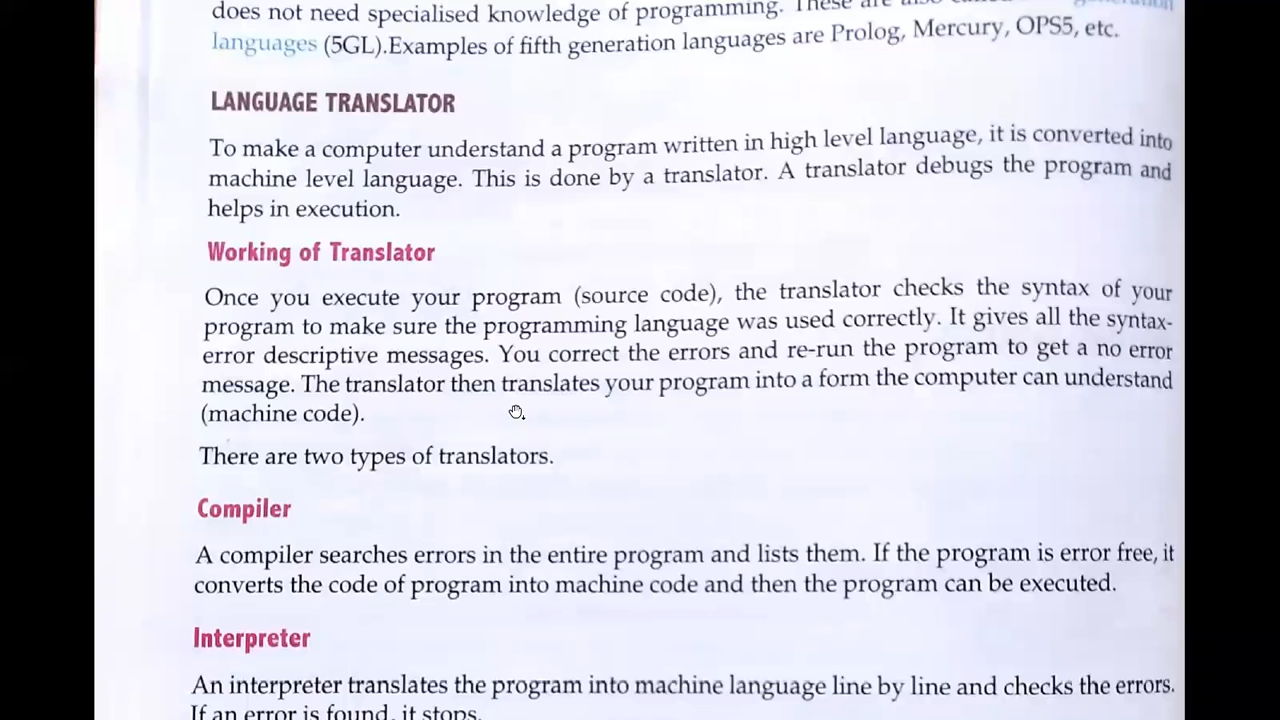 does not need specialised knowledge of programming. These are also
languages (5GL).Examples of fifth generation languages are Prolog, Mercury, OPS5, etc.
LANGUAGE TRANSLATOR
To make a computer understand a program written in high level language, it is converted into
machine level language. This is done by a translator. A translator debugs the program and
helps in execution.
Working of Translator
Once you execute your program (source code), the translator checks the syntax of your
program to make sure the programming language was used correctly. It gives all the syntax-
error descriptive messages. You correct the errors and re-run the program to get a no error
message. The translator then translates your program into a form the computer can understand
(machine code).
There are two types of translators.
Compiler
A compiler searches errors in the entire program and lists them. If the program is error free, it
converts the code of program into machine code and then the program can be executed.
Interpreter
An interpreter translates the program into machine language line by line and checks the errors.
If an error is found, it stops.